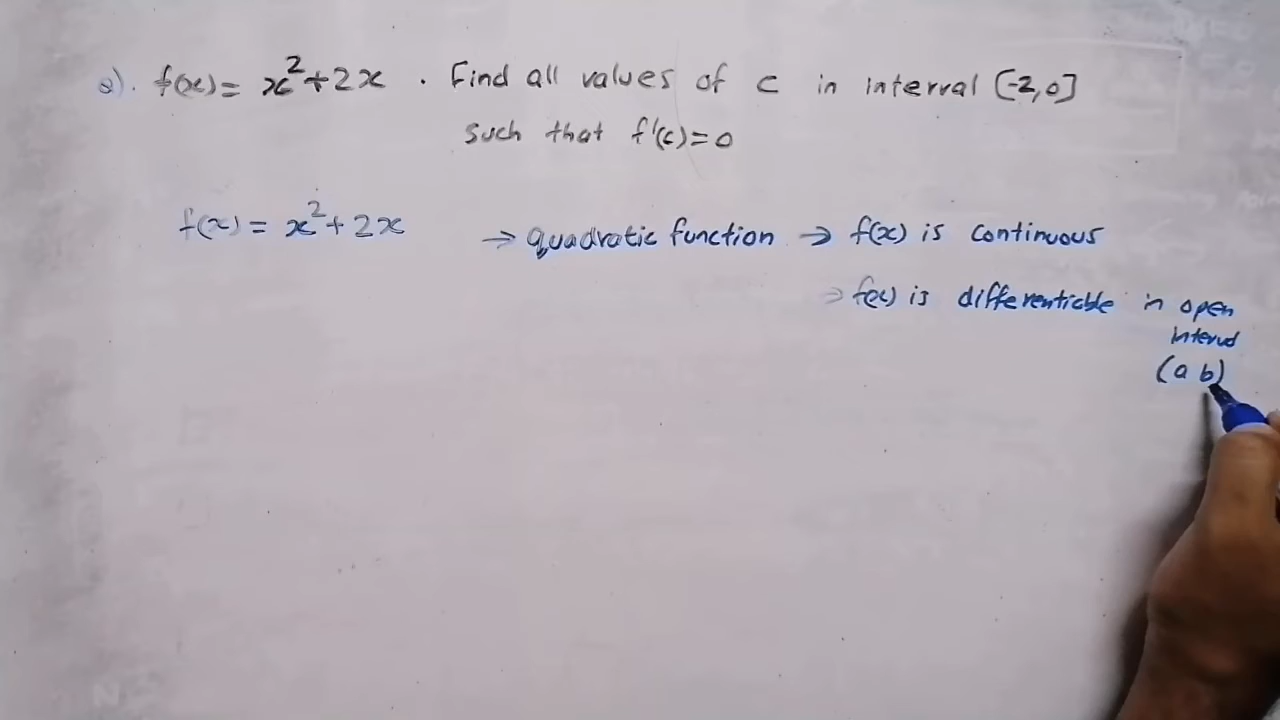 Q). f(x) = x²+2x . Find all values of c in interval [-2,0]
such that f'(c)=0
f(x) = x²+ 2x → quadratic function → f(x) is continuous
→ f(x) is differentiable in open
interval
(a b)